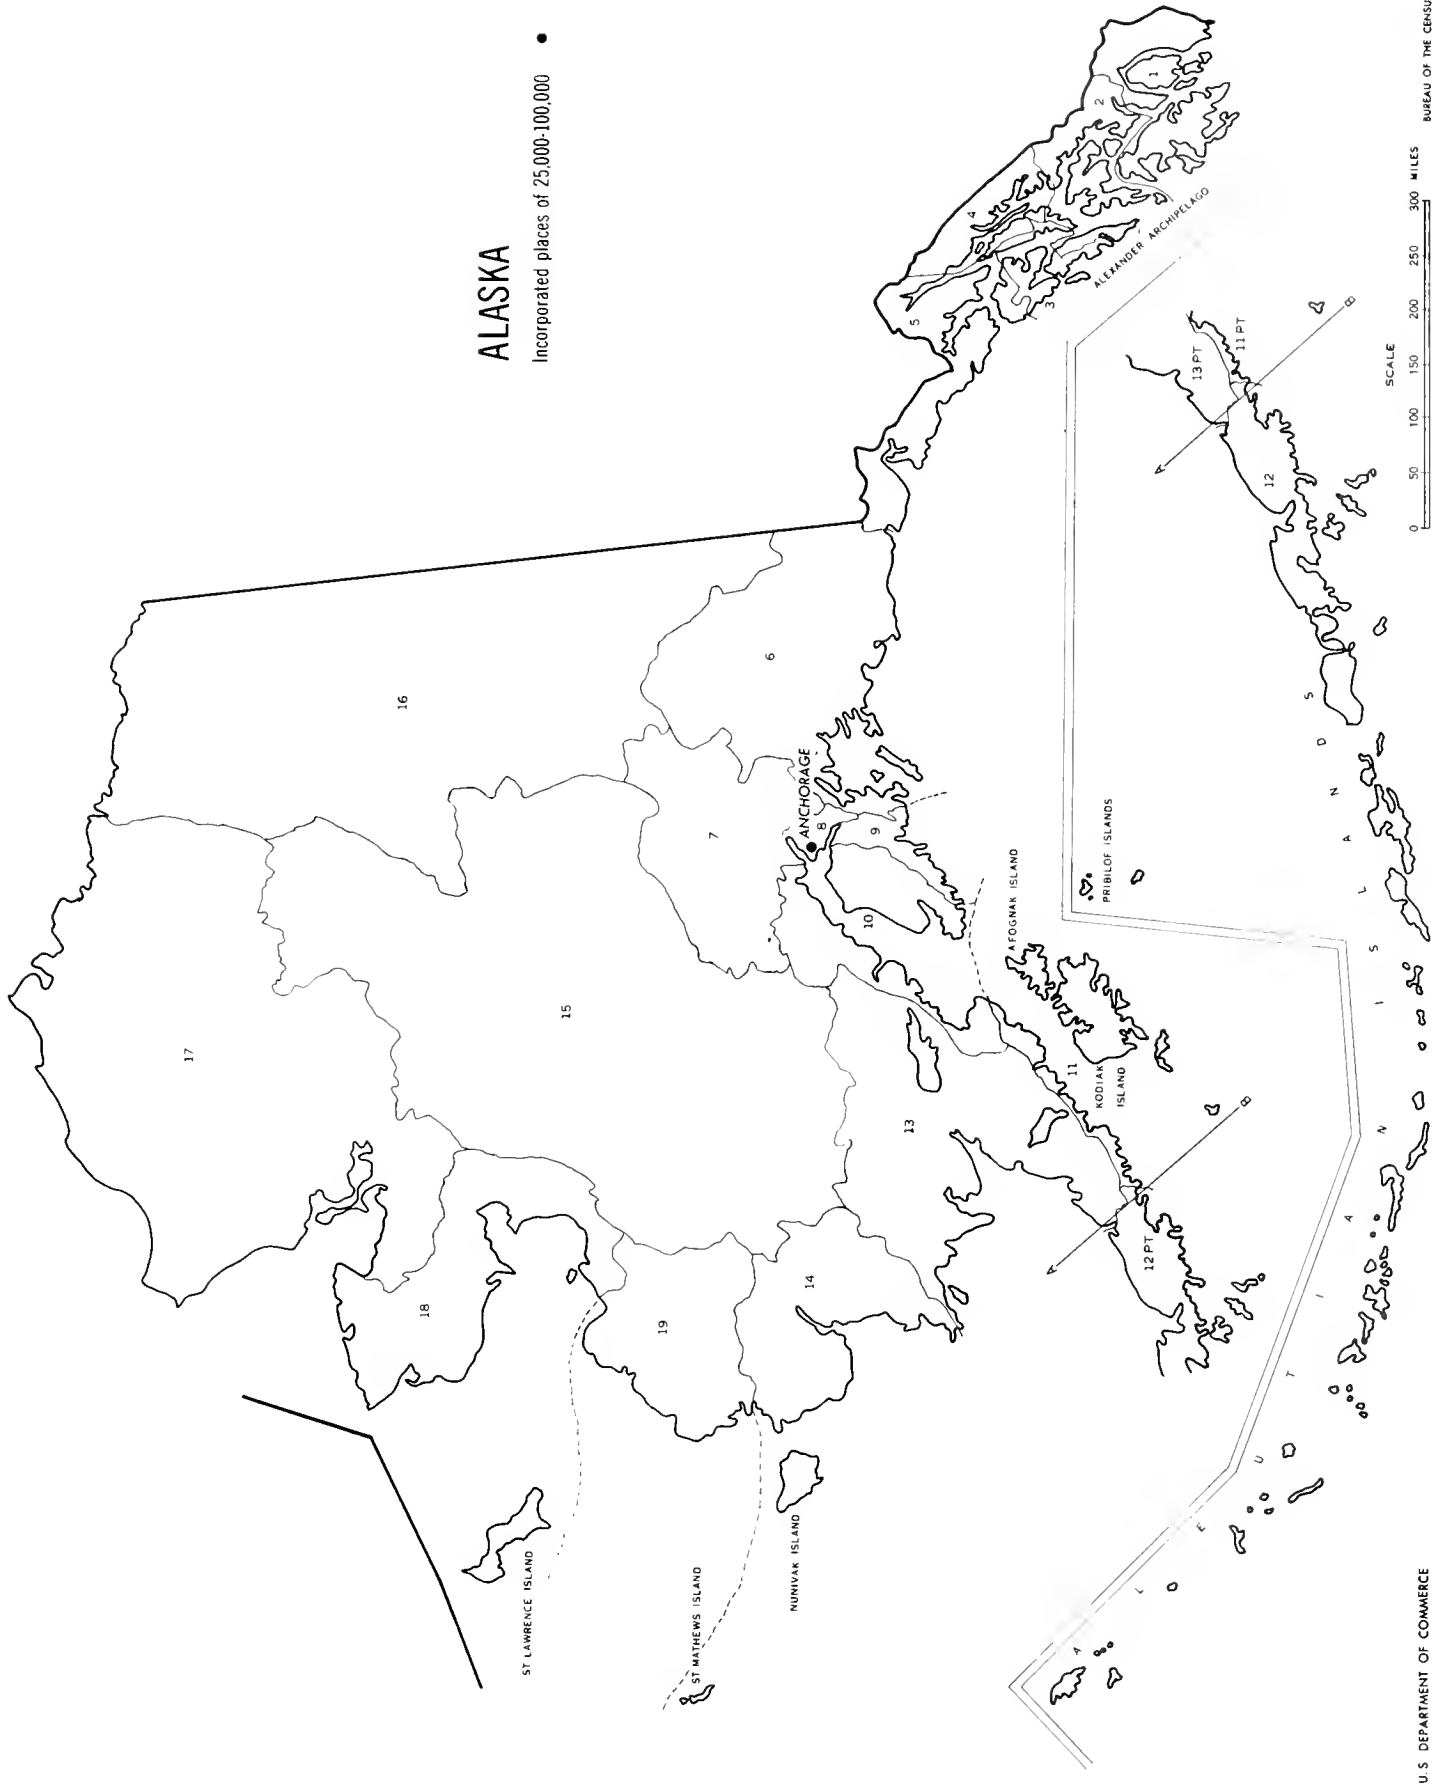 ALASKA
Incorporated places of 25,000-100,000
17
16
18
15
19
7
6
14
13
ANCHORAGE
8
9
10
5
4
2
1
3
ALEXANDER ARCHIPELAGO
ST LAWRENCE ISLAND
ST MATHEWS ISLAND
NUNIVAK ISLAND
AFOGNAK ISLAND
11
KODIAK
ISLAND
12 PT
A
B
PRIBILOF ISLANDS
13 PT
11 PT
12
A
B
ALEUTIAN ISLANDS
SCALE
0 50 100 150 200 250 300 MILES
U.S DEPARTMENT OF COMMERCE
BUREAU OF THE CENSU